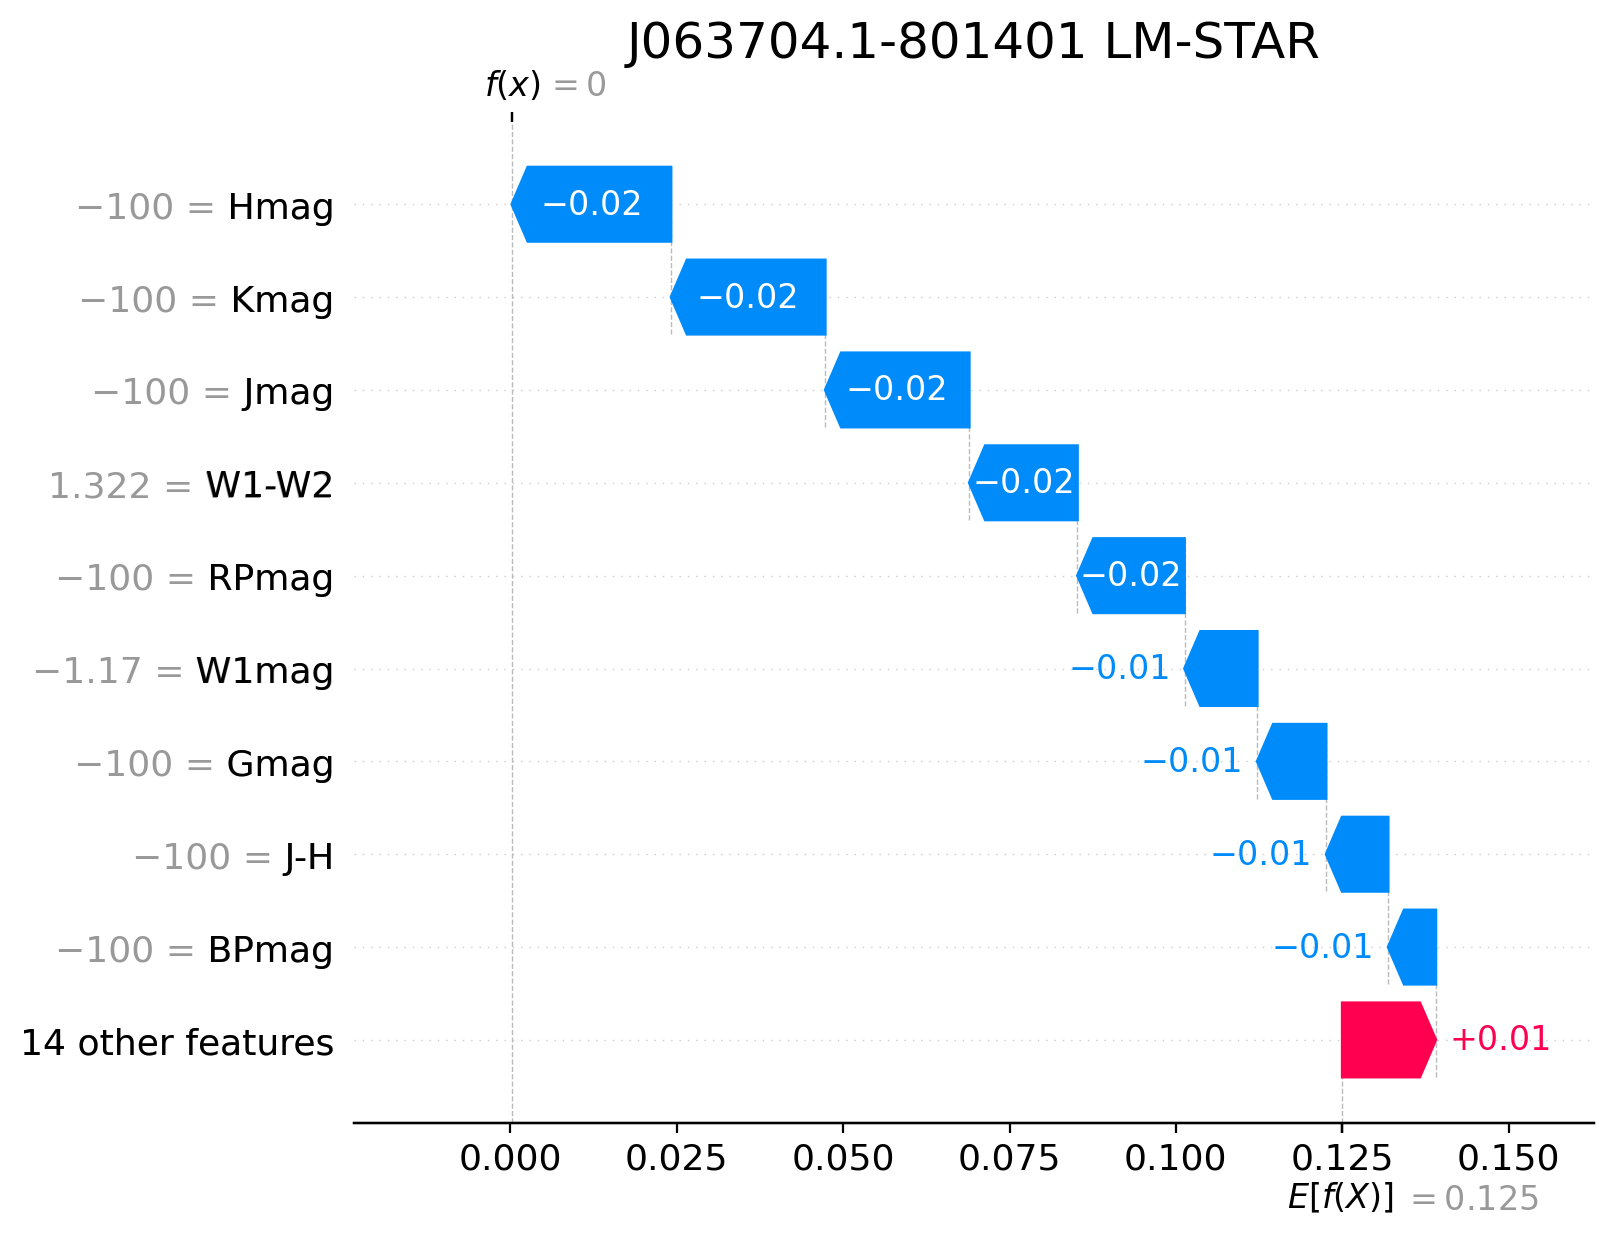 J063704.1-801401 LM-STAR
f(x) = 0
−100 = Hmag
−0.02
−100 = Kmag
−0.02
−100 = Jmag
−0.02
1.322 = W1-W2
−0.02
−100 = RPmag
−0.02
−1.17 = W1mag
−0.01
−100 = Gmag
−0.01
−100 = J-H
−0.01
−100 = BPmag
−0.01
14 other features
+0.01
0.000 0.025 0.050 0.075 0.100 0.125 0.150
E[f(X)] = 0.125